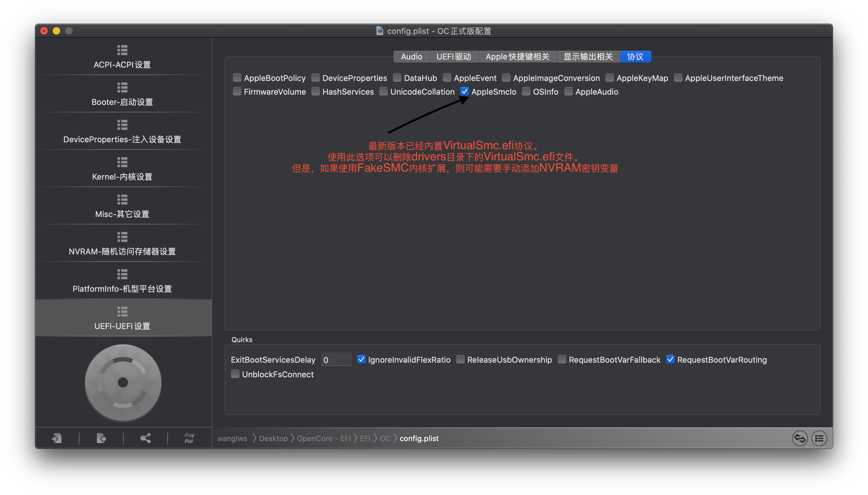 config.plist - OC正式版配置
ACPI-ACPI设置
Booter-启动设置
DeviceProperties-注入设备设置
Kernel-内核设置
Misc-其它设置
NVRAM-随机访问存储器设置
PlatformInfo-机型平台设置
UEFI-UEFI设置
Audio UEFI驱动 Apple快捷键相关 显示输出相关 协议
AppleBootPolicy DeviceProperties DataHub AppleEvent AppleImageConversion AppleKeyMap AppleUserInterfaceTheme
FirmwareVolume HashServices UnicodeCollation AppleSmcIo OSInfo AppleAudio
最新版本已经内置VirtualSmc.efi协议。
使用此选项可以删除drivers目录下的VirtualSmc.efi文件。
但是，如果使用FakeSMC内核扩展，则可能需要手动添加NVRAM密钥变量
Quirks
ExitBootServicesDelay 0 IgnoreInvalidFlexRatio ReleaseUsbOwnership RequestBootVarFallback RequestBootVarRouting
UnblockFsConnect
wanglws 〉 Desktop 〉 OpenCore - EFI 〉 EFI 〉 OC 〉 config.plist